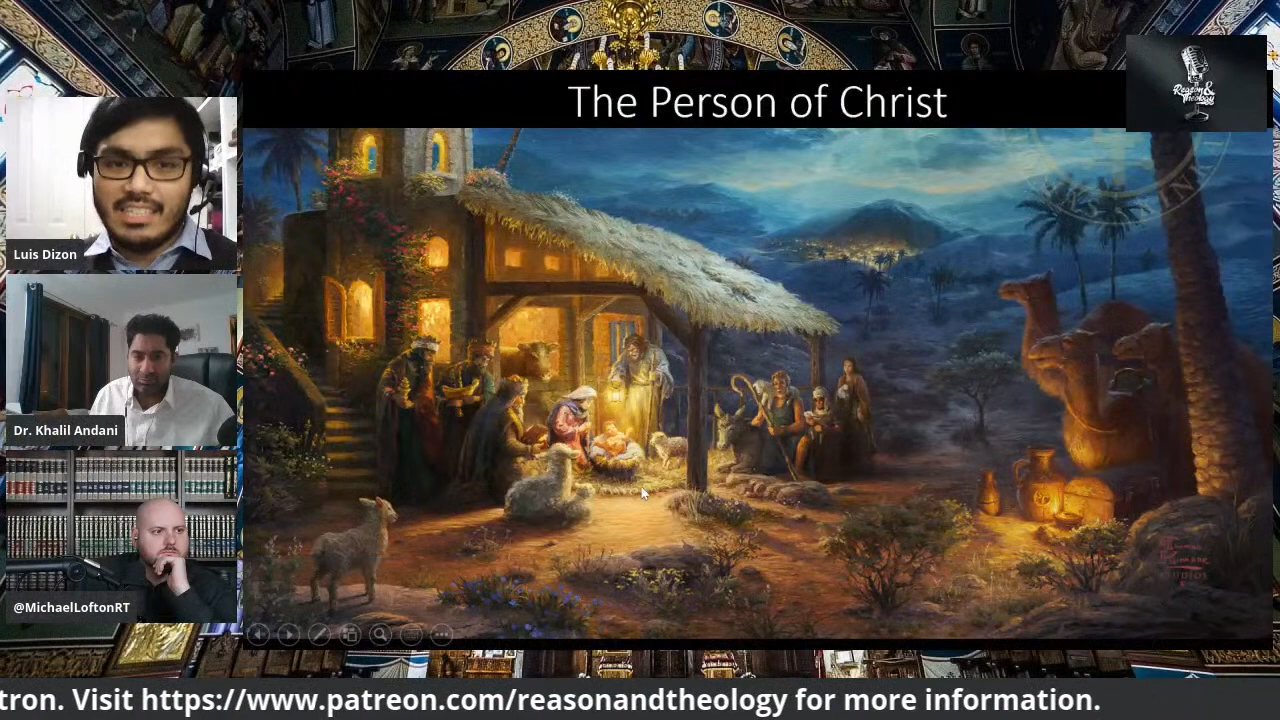 The Person of Christ
Reason &
Theology
Luis Dizon
Dr. Khalil Andani
@MichaelLoftonRT
tron. Visit https://www.patreon.com/reasonandtheology for more information.